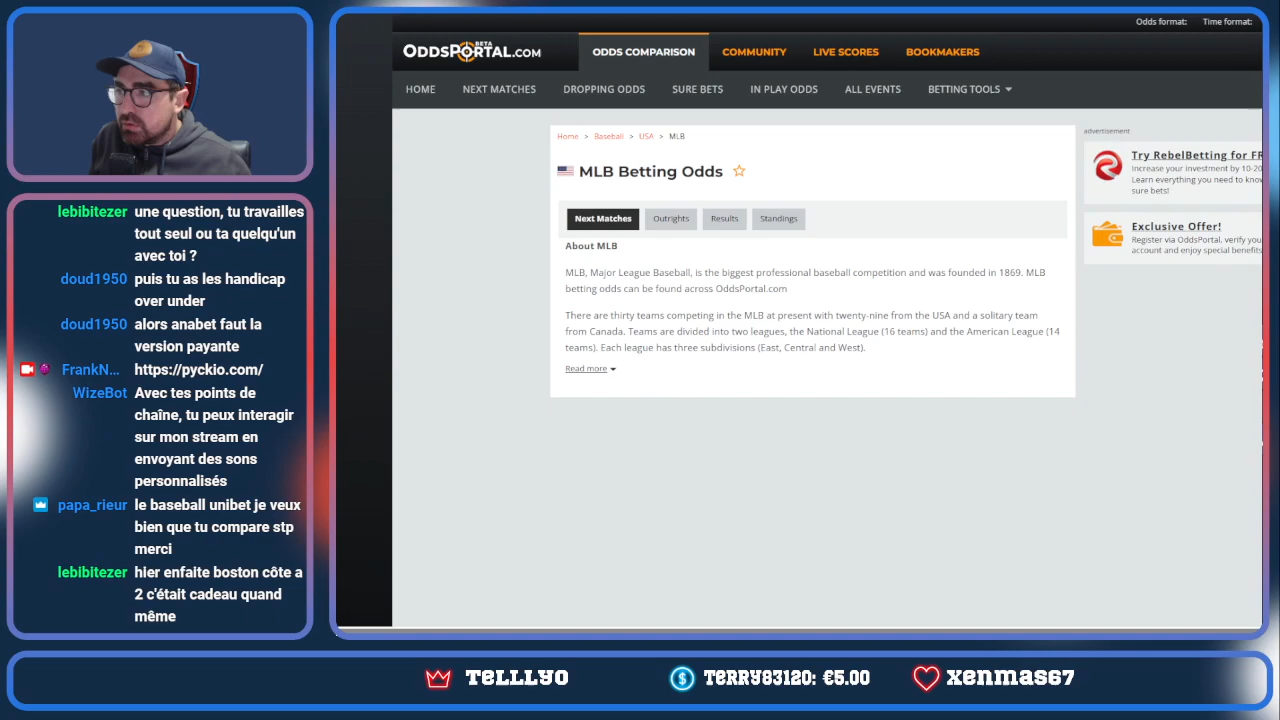 lebibitezer une question, tu travailles
tout seul ou ta quelqu'un
avec toi ?
doud1950 puis tu as les handicap
over under
doud1950 alors anabet faut la
version payante
FrankN... https://pyckio.com/
WizeBot Avec tes points de
chaîne, tu peux interagir
sur mon stream en
envoyant des sons
personnalisés
papa_rieur le baseball unibet je veux
bien que tu compare stp
merci
lebibitezer hier enfaite boston côte a
2 c'était cadeau quand
même
Odds format: Time format:
ODDSPORTAL.COM BETA
ODDS COMPARISON COMMUNITY LIVE SCORES BOOKMAKERS
HOME NEXT MATCHES DROPPING ODDS SURE BETS IN PLAY ODDS ALL EVENTS BETTING TOOLS
Home > Baseball > USA > MLB
MLB Betting Odds
Next Matches Outrights Results Standings
About MLB
MLB, Major League Baseball, is the biggest professional baseball competition and was founded in 1869. MLB
betting odds can be found across OddsPortal.com
There are thirty teams competing in the MLB at present with twenty-nine from the USA and a solitary team
from Canada. Teams are divided into two leagues, the National League (16 teams) and the American League (14
teams). Each league has three subdivisions (East, Central and West).
Read more
advertisement
Try RebelBetting for FR
Increase your investment by 10-20
Learn everything you need to know
sure bets!
Exclusive Offer!
Register via OddsPortal, verify your
account and enjoy special benefits
TELLLYO
TERRY83120: €5.00
XENMAS67